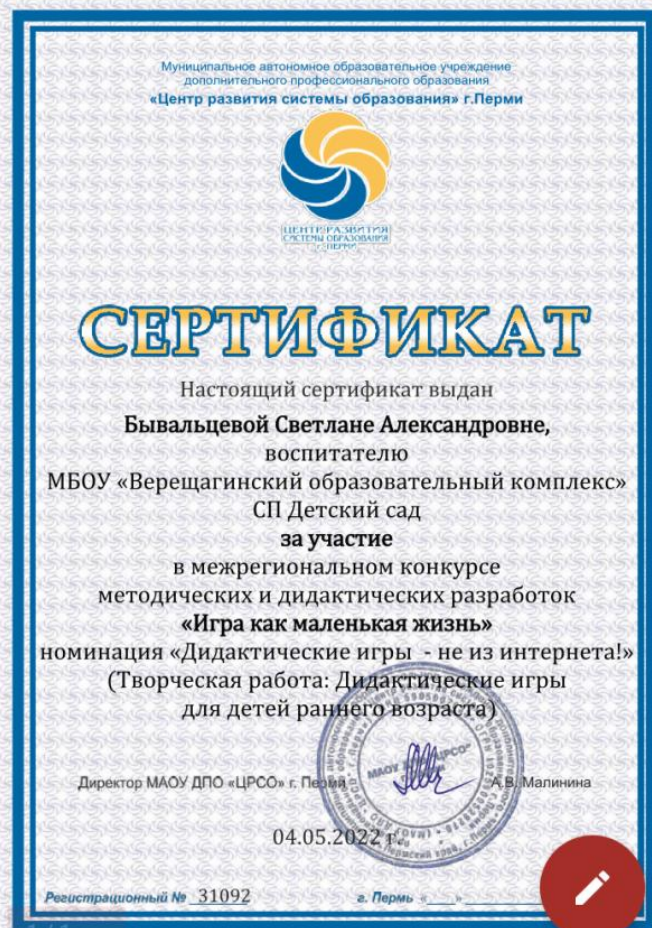 Муниципальное автономное образовательное учреждение
дополнительного профессионального образования
«Центр развития системы образования» г.Перми
ЦЕНТР РАЗВИТИЯ
СИСТЕМЫ ОБРАЗОВАНИЯ
г. ПЕРМИ
СЕРТИФИКАТ
Настоящий сертификат выдан
Бывальцевой Светлане Александровне,
воспитателю
МБОУ «Верещагинский образовательный комплекс»
СП Детский сад
за участие
в межрегиональном конкурсе
методических и дидактических разработок
«Игра как маленькая жизнь»
номинация «Дидактические игры - не из интернета!»
(Творческая работа: Дидактические игры
для детей раннего возраста)
Директор МАОУ ДПО «ЦРСО» г. Перми А.В. Малинина
04.05.2022 г.
Регистрационный № 31092 г. Пермь « »